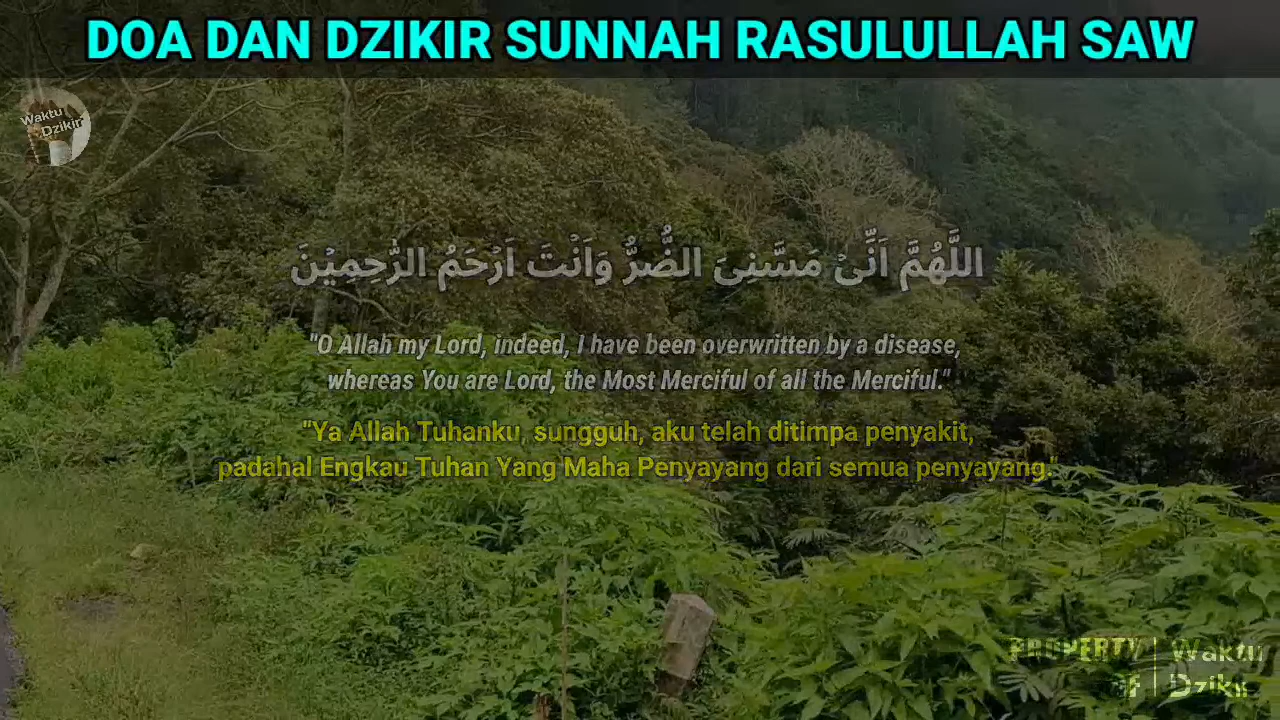 DOA DAN DZIKIR SUNNAH RASULULLAH SAW
Waktu
Dzikir
اللَّهُمَّ اَنِّىْ مَسَّنِىَ الضُّرُّ وَاَنْتَ اَرْحَمُ الرّٰحِمِيْنَ
"O Allah my Lord, indeed, I have been overwritten by a disease,
whereas You are Lord, the Most Merciful of all the Merciful."
"Ya Allah Tuhanku, sungguh, aku telah ditimpa penyakit,
padahal Engkau Tuhan Yang Maha Penyayang dari semua penyayang."
PROPERTY | Waktu
of | Dzikir